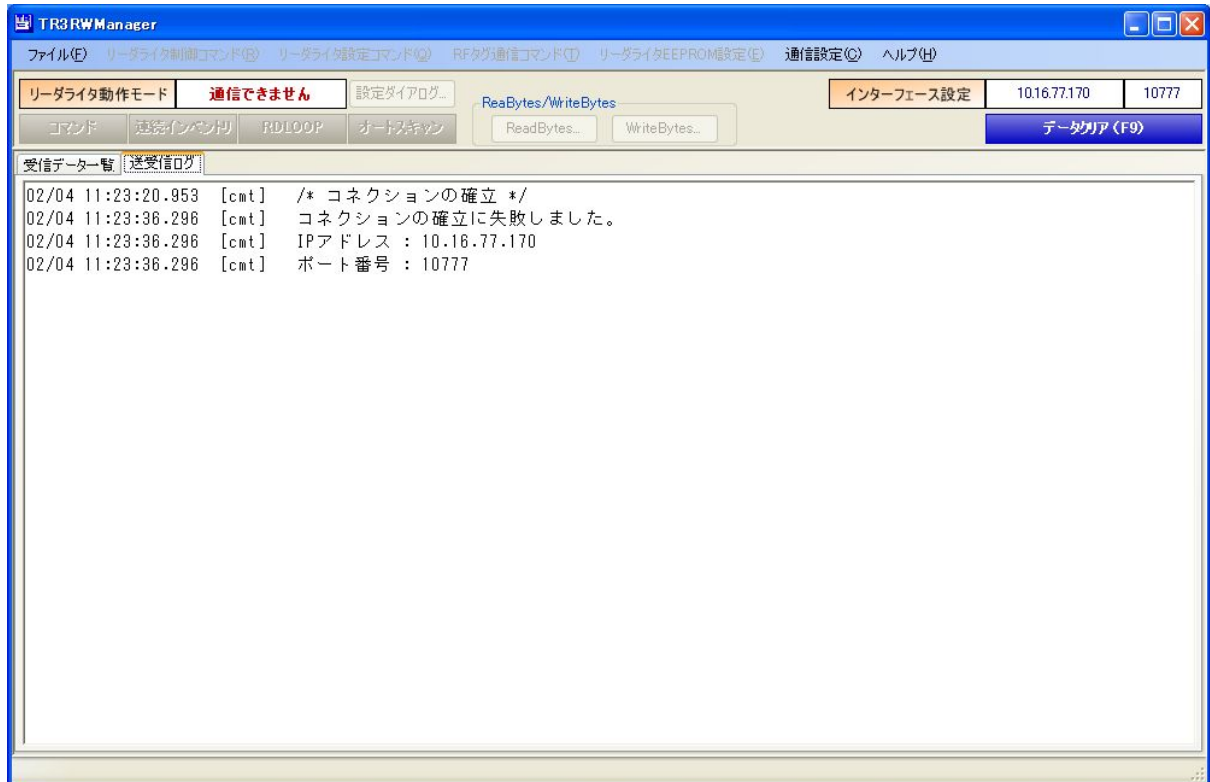 TR3RWManager
ファイル(F) リーダライタ制御コマンド(R) リーダライタ設定コマンド(Q) RFタグ通信コマンド(T) リーダライタEEPROM設定(E) 通信設定(C) ヘルプ(H)
リーダライタ動作モード 通信できません 設定ダイアログ... ReaBytes/WriteBytes インターフェース設定 10.16.77.170 10777
コマンド 連続インベントリ RDLOOP オートスキャン ReadBytes... WriteBytes... データクリア (F9)
受信データ一覧 送受信ログ
02/04 11:23:20.953 [cmt] /* コネクションの確立 */
02/04 11:23:36.296 [cmt] コネクションの確立に失敗しました。
02/04 11:23:36.296 [cmt] IPアドレス : 10.16.77.170
02/04 11:23:36.296 [cmt] ポート番号 : 10777